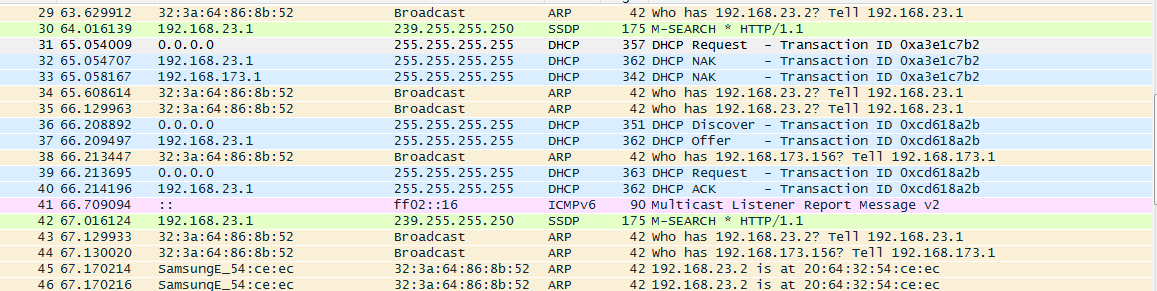 29 63.629912 32:3a:64:86:8b:52 Broadcast ARP 42 Who has 192.168.23.2? Tell 192.168.23.1
30 64.016139 192.168.23.1 239.255.255.250 SSDP 175 M-SEARCH * HTTP/1.1
31 65.054009 0.0.0.0 255.255.255.255 DHCP 357 DHCP Request - Transaction ID 0xa3e1c7b2
32 65.054707 192.168.23.1 255.255.255.255 DHCP 362 DHCP NAK - Transaction ID 0xa3e1c7b2
33 65.058167 192.168.173.1 255.255.255.255 DHCP 342 DHCP NAK - Transaction ID 0xa3e1c7b2
34 65.608614 32:3a:64:86:8b:52 Broadcast ARP 42 Who has 192.168.23.2? Tell 192.168.23.1
35 66.129963 32:3a:64:86:8b:52 Broadcast ARP 42 Who has 192.168.23.2? Tell 192.168.23.1
36 66.208892 0.0.0.0 255.255.255.255 DHCP 351 DHCP Discover - Transaction ID 0xcd618a2b
37 66.209497 192.168.23.1 255.255.255.255 DHCP 362 DHCP Offer - Transaction ID 0xcd618a2b
38 66.213447 32:3a:64:86:8b:52 Broadcast ARP 42 Who has 192.168.173.156? Tell 192.168.173.1
39 66.213695 0.0.0.0 255.255.255.255 DHCP 363 DHCP Request - Transaction ID 0xcd618a2b
40 66.214196 192.168.23.1 255.255.255.255 DHCP 362 DHCP ACK - Transaction ID 0xcd618a2b
41 66.709094 :: ff02::16 ICMPv6 90 Multicast Listener Report Message v2
42 67.016124 192.168.23.1 239.255.255.250 SSDP 175 M-SEARCH * HTTP/1.1
43 67.129933 32:3a:64:86:8b:52 Broadcast ARP 42 Who has 192.168.23.2? Tell 192.168.23.1
44 67.130020 32:3a:64:86:8b:52 Broadcast ARP 42 Who has 192.168.173.156? Tell 192.168.173.1
45 67.170214 SamsungE_54:ce:ec 32:3a:64:86:8b:52 ARP 42 192.168.23.2 is at 20:64:32:54:ce:ec
46 67.170216 SamsungE_54:ce:ec 32:3a:64:86:8b:52 ARP 42 192.168.23.2 is at 20:64:32:54:ce:ec